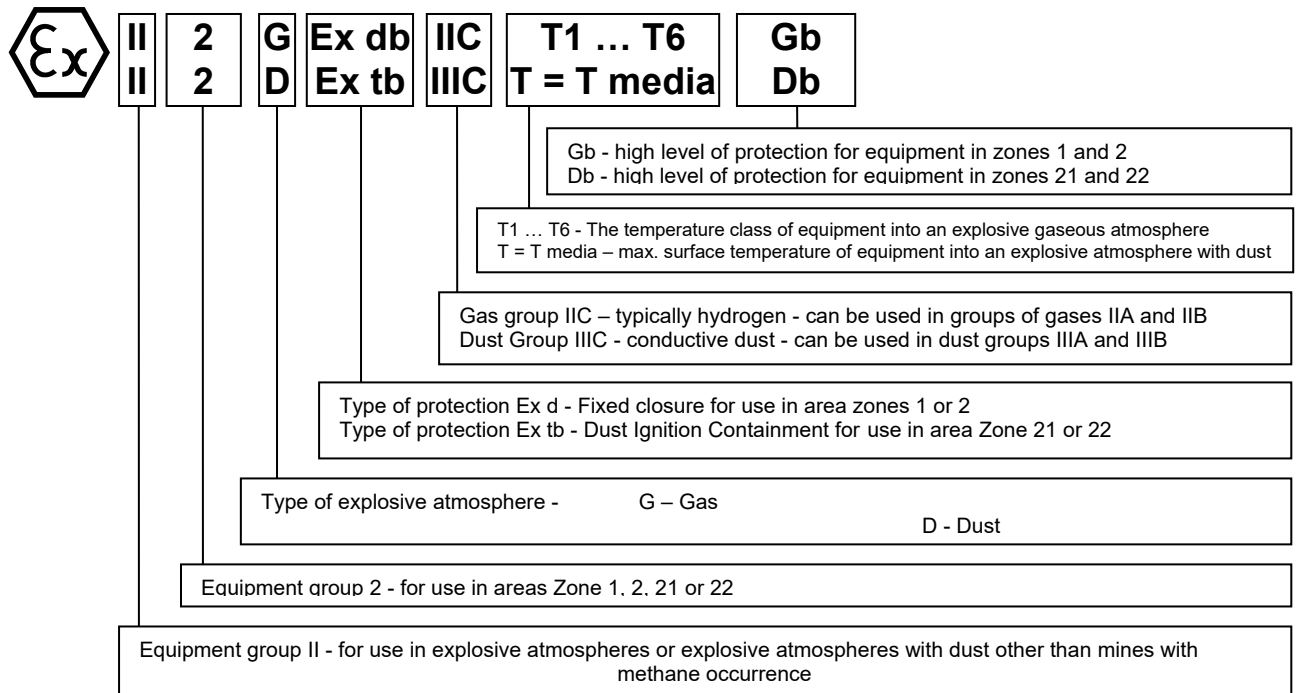 Ex II 2 G Ex db IIC T1 … T6 Gb
II 2 D Ex tb IIIC T = T media Db
Gb - high level of protection for equipment in zones 1 and 2
Db - high level of protection for equipment in zones 21 and 22
T1 … T6 - The temperature class of equipment into an explosive gaseous atmosphere
T = T media – max. surface temperature of equipment into an explosive atmosphere with dust
Gas group IIC – typically hydrogen - can be used in groups of gases IIA and IIB
Dust Group IIIC - conductive dust - can be used in dust groups IIIA and IIIB
Type of protection Ex d - Fixed closure for use in area zones 1 or 2
Type of protection Ex tb - Dust Ignition Containment for use in area Zone 21 or 22
Type of explosive atmosphere - G – Gas
D - Dust
Equipment group 2 - for use in areas Zone 1, 2, 21 or 22
Equipment group II - for use in explosive atmospheres or explosive atmospheres with dust other than mines with
methane occurrence